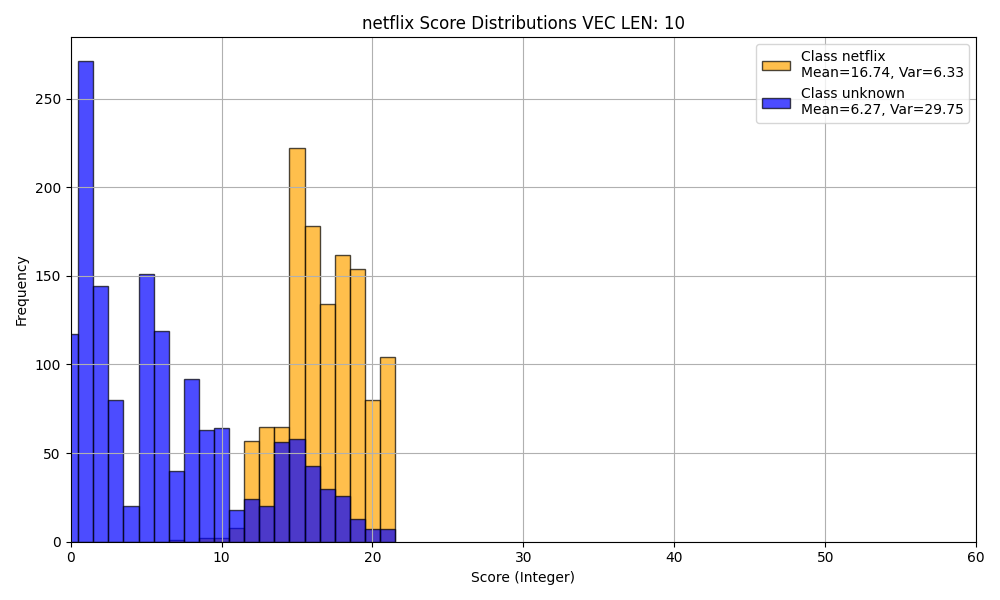 netflix Score Distributions VEC LEN: 10
Class netflix
Mean=16.74, Var=6.33
Class unknown
Mean=6.27, Var=29.75
Frequency
250
200
150
100
50
0
0 10 20 30 40 50 60
Score (Integer)